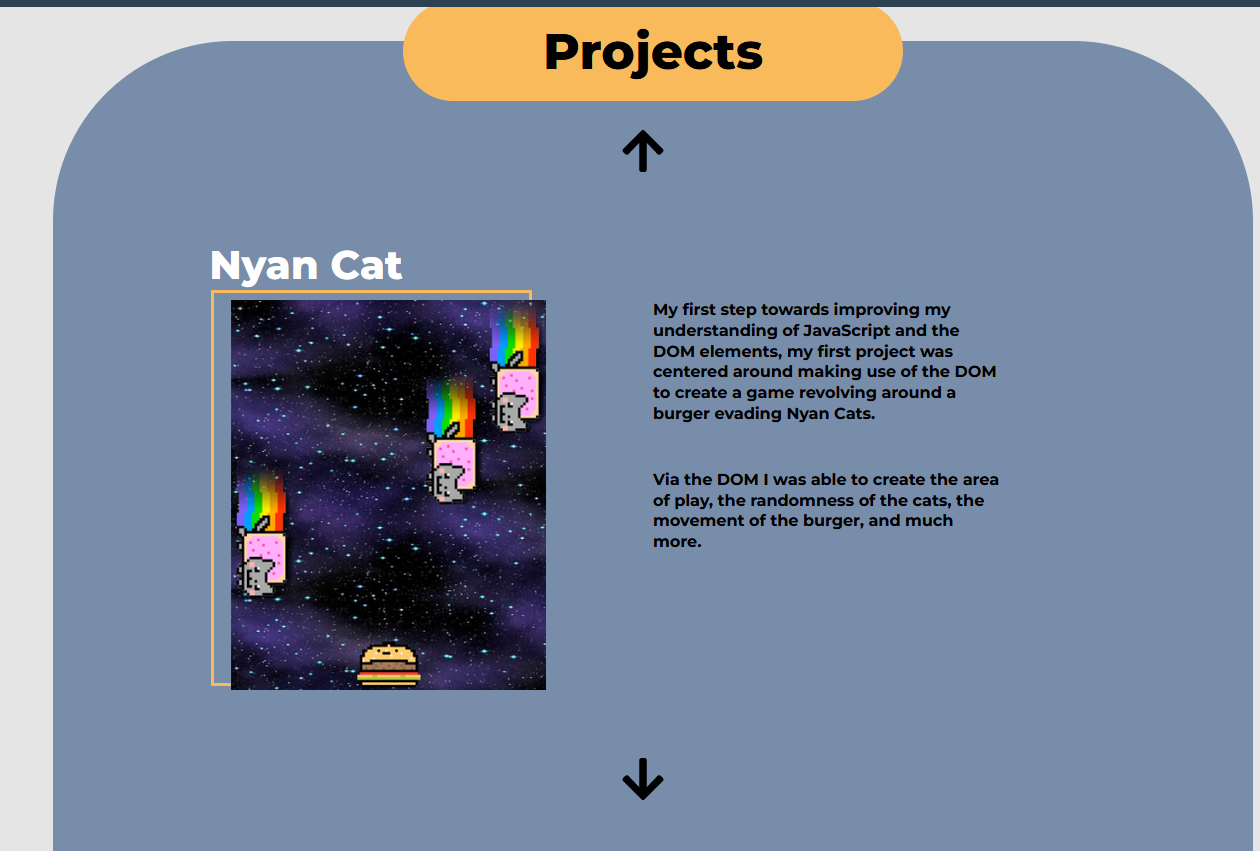 Projects
Nyan Cat
My first step towards improving my
understanding of JavaScript and the
DOM elements, my first project was
centered around making use of the DOM
to create a game revolving around a
burger evading Nyan Cats.
Via the DOM I was able to create the area
of play, the randomness of the cats, the
movement of the burger, and much
more.